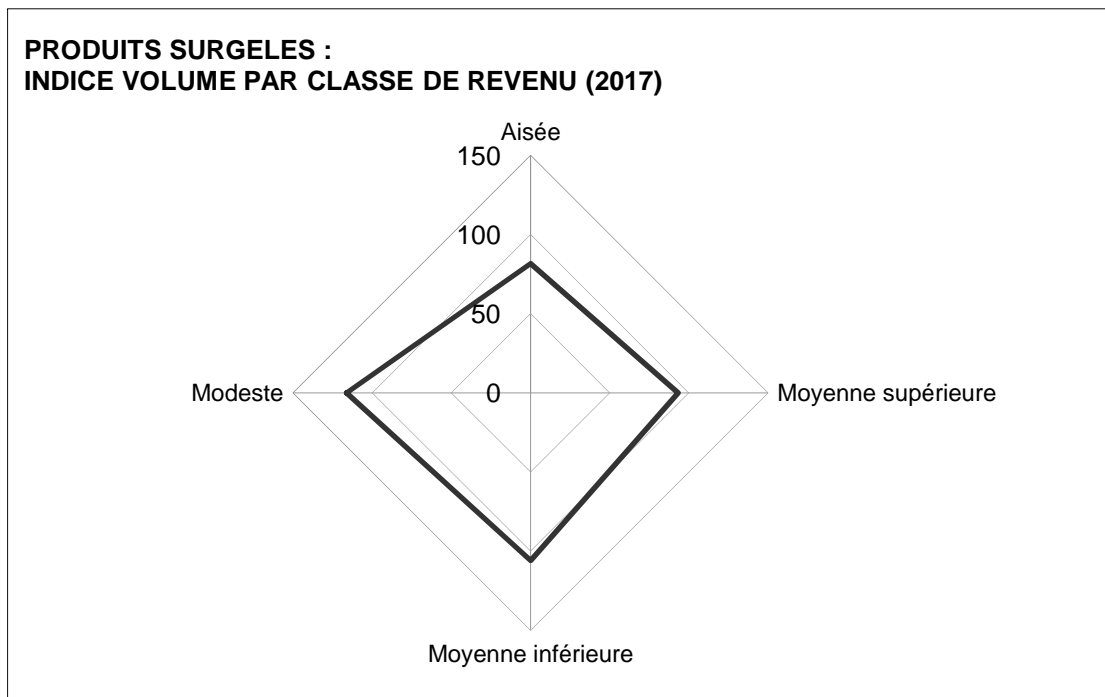 PRODUITS SURGELES :
INDICE VOLUME PAR CLASSE DE REVENU (2017)
Aisée
150
100
50
0
Modeste
Moyenne supérieure
Moyenne inférieure